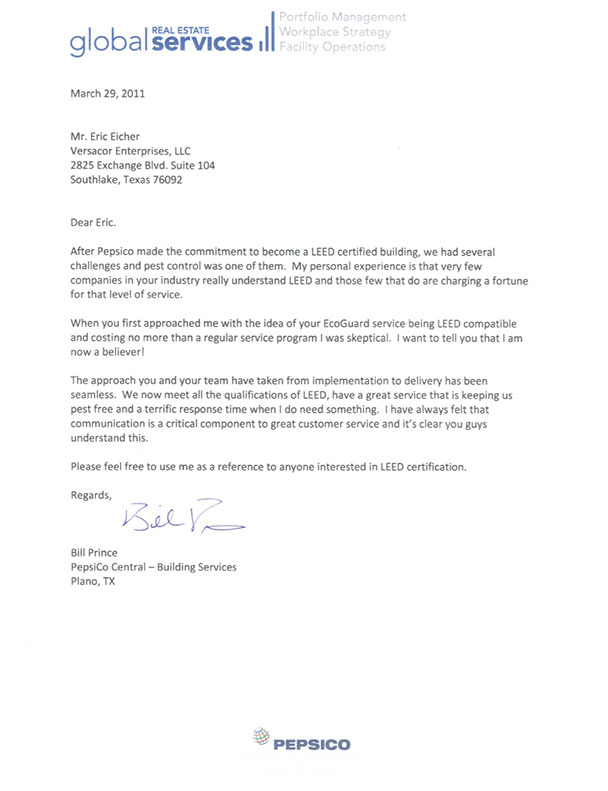 global REAL ESTATE services
Portfolio Management
Workplace Strategy
Facility Operations
March 29, 2011
Mr. Eric Eicher
Versacor Enterprises, LLC
2825 Exchange Blvd. Suite 104
Southlake, Texas 76092
Dear Eric.
After Pepsico made the commitment to become a LEED certified building, we had several
challenges and pest control was one of them. My personal experience is that very few
companies in your industry really understand LEED and those few that do are charging a fortune
for that level of service.
When you first approached me with the idea of your EcoGuard service being LEED compatible
and costing no more than a regular service program I was skeptical. I want to tell you that I am
now a believer!
The approach you and your team have taken from implementation to delivery has been
seamless. We now meet all the qualifications of LEED, have a great service that is keeping us
pest free and a terrific response time when I do need something. I have always felt that
communication is a critical component to great customer service and it's clear you guys
understand this.
Please feel free to use me as a reference to anyone interested in LEED certification.
Regards,
Bill P
Bill Prince
PepsiCo Central – Building Services
Plano, TX
PEPSICO